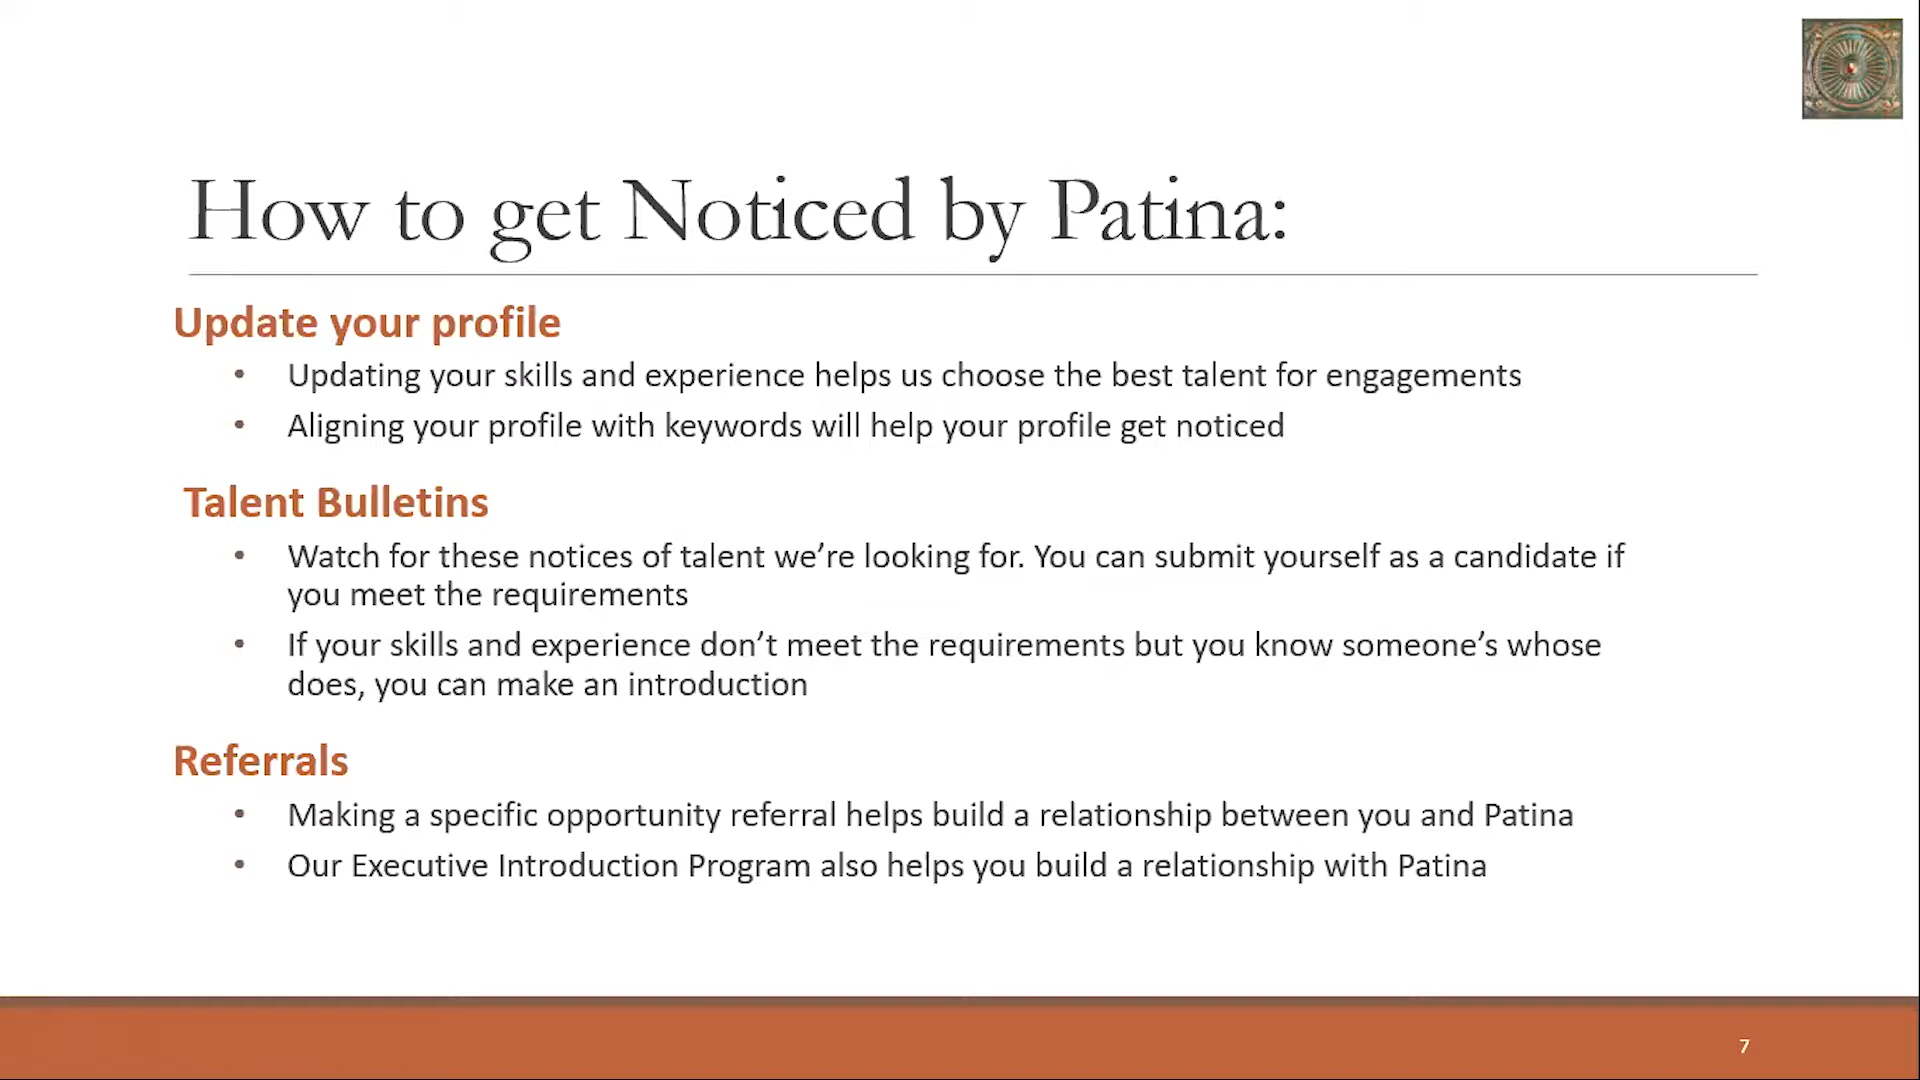 How to get Noticed by Patina:
Update your profile
• Updating your skills and experience helps us choose the best talent for engagements
• Aligning your profile with keywords will help your profile get noticed
Talent Bulletins
• Watch for these notices of talent we’re looking for. You can submit yourself as a candidate if
you meet the requirements
• If your skills and experience don’t meet the requirements but you know someone’s whose
does, you can make an introduction
Referrals
• Making a specific opportunity referral helps build a relationship between you and Patina
• Our Executive Introduction Program also helps you build a relationship with Patina
7